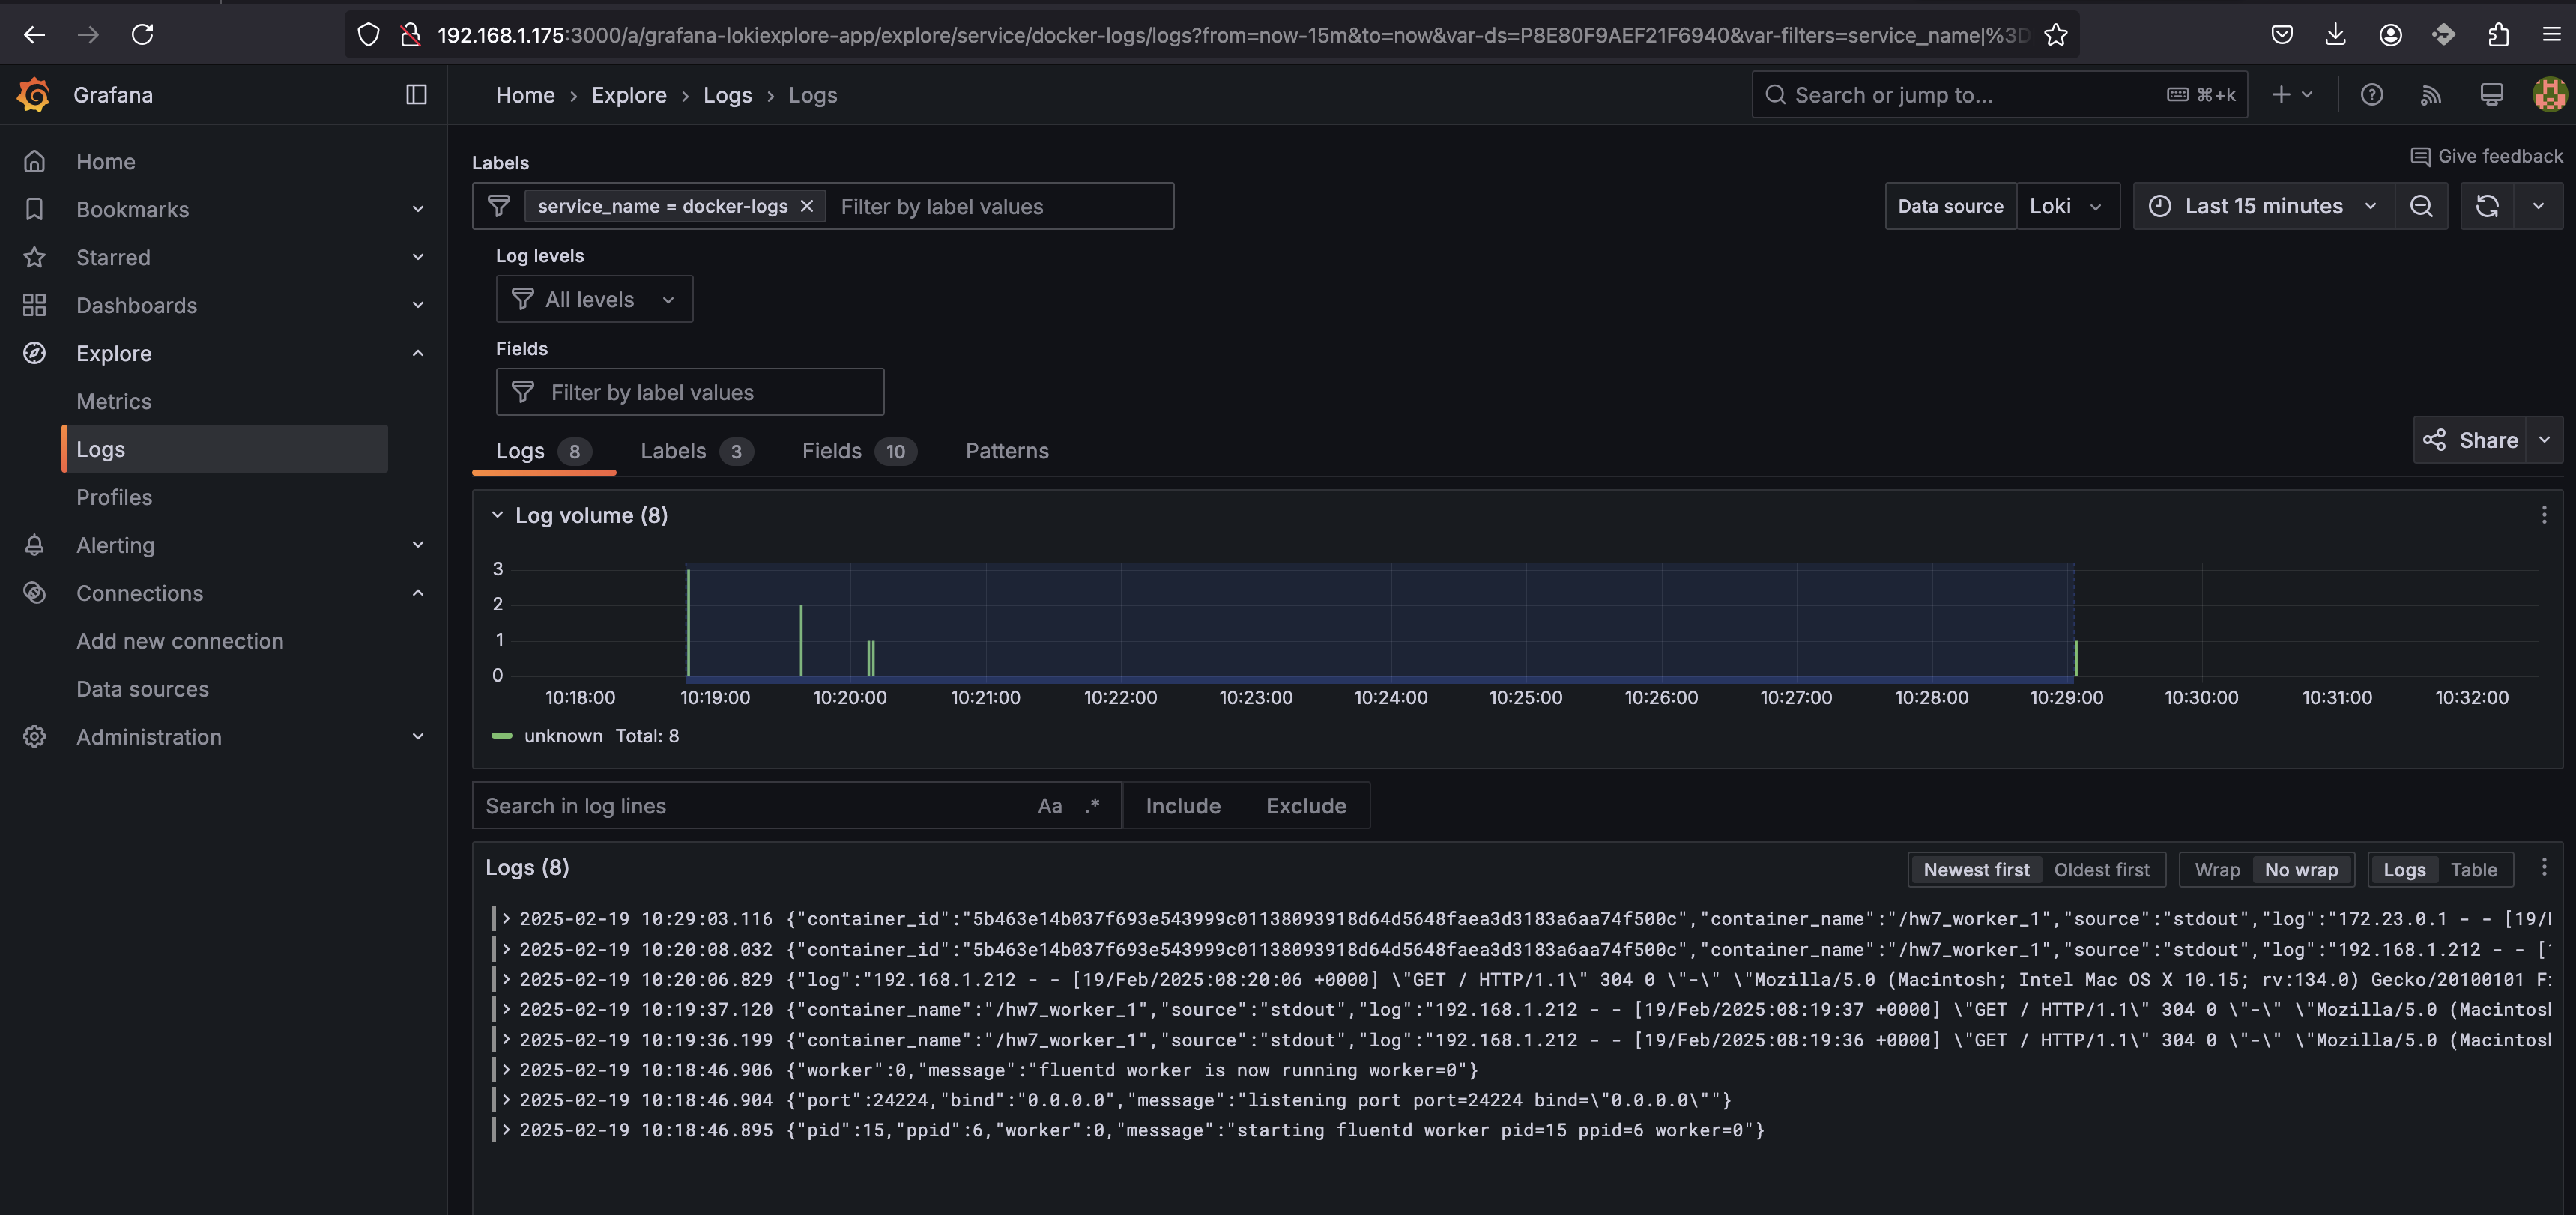 192.168.1.175:3000/a/grafana-lokiexplore-app/explore/service/docker-logs/logs?from=now-15m&to=now&var-ds=P8E80F9AEF21F6940&var-filters=service_name|%3D
Grafana
Home › Explore › Logs › Logs
Search or jump to... ⌘+k
Home
Bookmarks
Starred
Dashboards
Explore
Metrics
Logs
Profiles
Alerting
Connections
Add new connection
Data sources
Administration
Give feedback
Labels
service_name = docker-logs × Filter by label values
Data source Loki Last 15 minutes
Log levels
All levels
Fields
Filter by label values
Logs 8 Labels 3 Fields 10 Patterns
Share
Log volume (8)
3
2
1
0
10:18:00 10:19:00 10:20:00 10:21:00 10:22:00 10:23:00 10:24:00 10:25:00 10:26:00 10:27:00 10:28:00 10:29:00 10:30:00 10:31:00 10:32:00
unknown Total: 8
Search in log lines Aa .* Include Exclude
Logs (8)
Newest first Oldest first Wrap No wrap Logs Table
2025-02-19 10:29:03.116 {"container_id":"5b463e14b037f693e543999c01138093918d64d5648faea3d3183a6aa74f500c","container_name":"/hw7_worker_1","source":"stdout","log":"172.23.0.1 - - [19/
2025-02-19 10:20:08.032 {"container_id":"5b463e14b037f693e543999c01138093918d64d5648faea3d3183a6aa74f500c","container_name":"/hw7_worker_1","source":"stdout","log":"192.168.1.212 - - [
2025-02-19 10:20:06.829 {"log":"192.168.1.212 - - [19/Feb/2025:08:20:06 +0000] \"GET / HTTP/1.1\" 304 0 \"-\" \"Mozilla/5.0 (Macintosh; Intel Mac OS X 10.15; rv:134.0) Gecko/20100101
2025-02-19 10:19:37.120 {"container_name":"/hw7_worker_1","source":"stdout","log":"192.168.1.212 - - [19/Feb/2025:08:19:37 +0000] \"GET / HTTP/1.1\" 304 0 \"-\" \"Mozilla/5.0 (Macintos
2025-02-19 10:19:36.199 {"container_name":"/hw7_worker_1","source":"stdout","log":"192.168.1.212 - - [19/Feb/2025:08:19:36 +0000] \"GET / HTTP/1.1\" 304 0 \"-\" \"Mozilla/5.0 (Macintos
2025-02-19 10:18:46.906 {"worker":0,"message":"fluentd worker is now running worker=0"}
2025-02-19 10:18:46.904 {"port":24224,"bind":"0.0.0.0","message":"listening port port=24224 bind=\"0.0.0.0\""}
2025-02-19 10:18:46.895 {"pid":15,"ppid":6,"worker":0,"message":"starting fluentd worker pid=15 ppid=6 worker=0"}